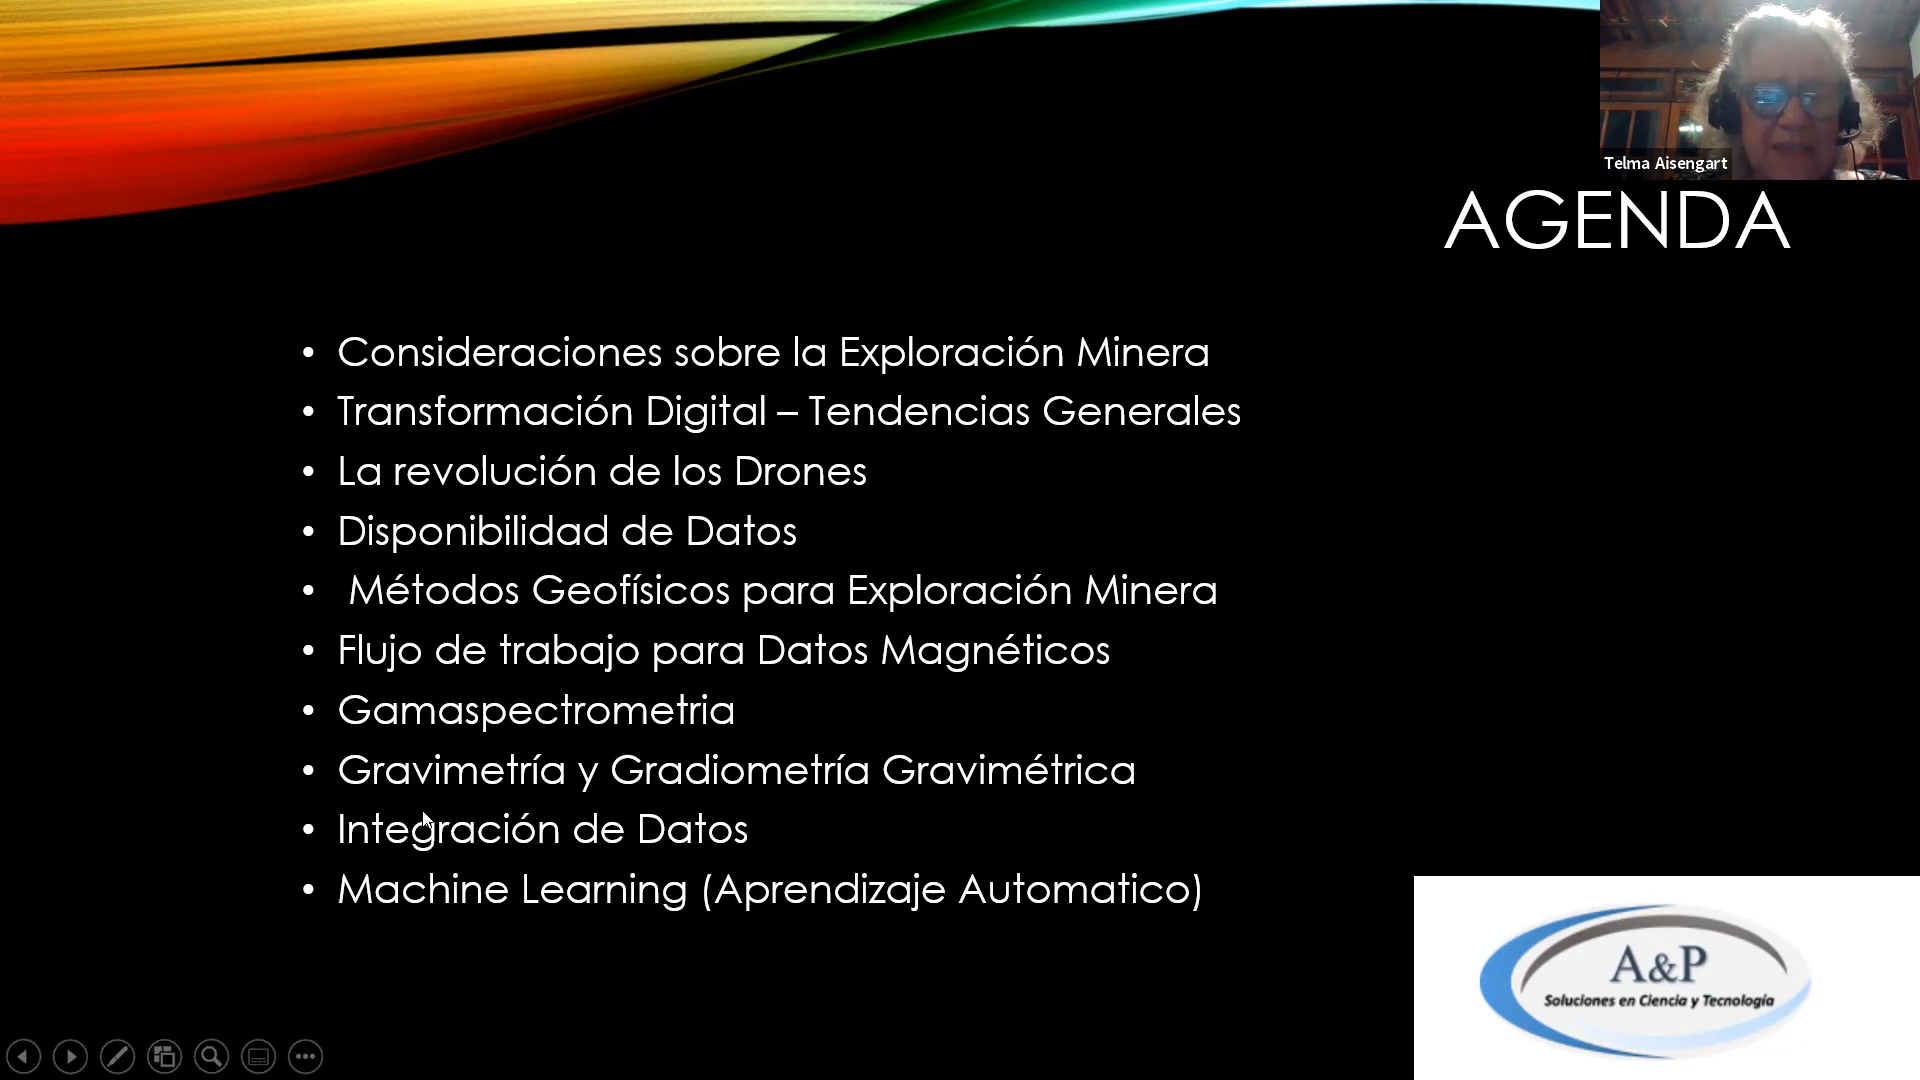 Telma Aisengart
AGENDA
• Consideraciones sobre la Exploración Minera
• Transformación Digital – Tendencias Generales
• La revolución de los Drones
• Disponibilidad de Datos
• Métodos Geofísicos para Exploración Minera
• Flujo de trabajo para Datos Magnéticos
• Gamaspectrometria
• Gravimetría y Gradiometría Gravimétrica
• Integración de Datos
• Machine Learning (Aprendizaje Automatico)
A&P
Soluciones en Ciencia y Tecnología